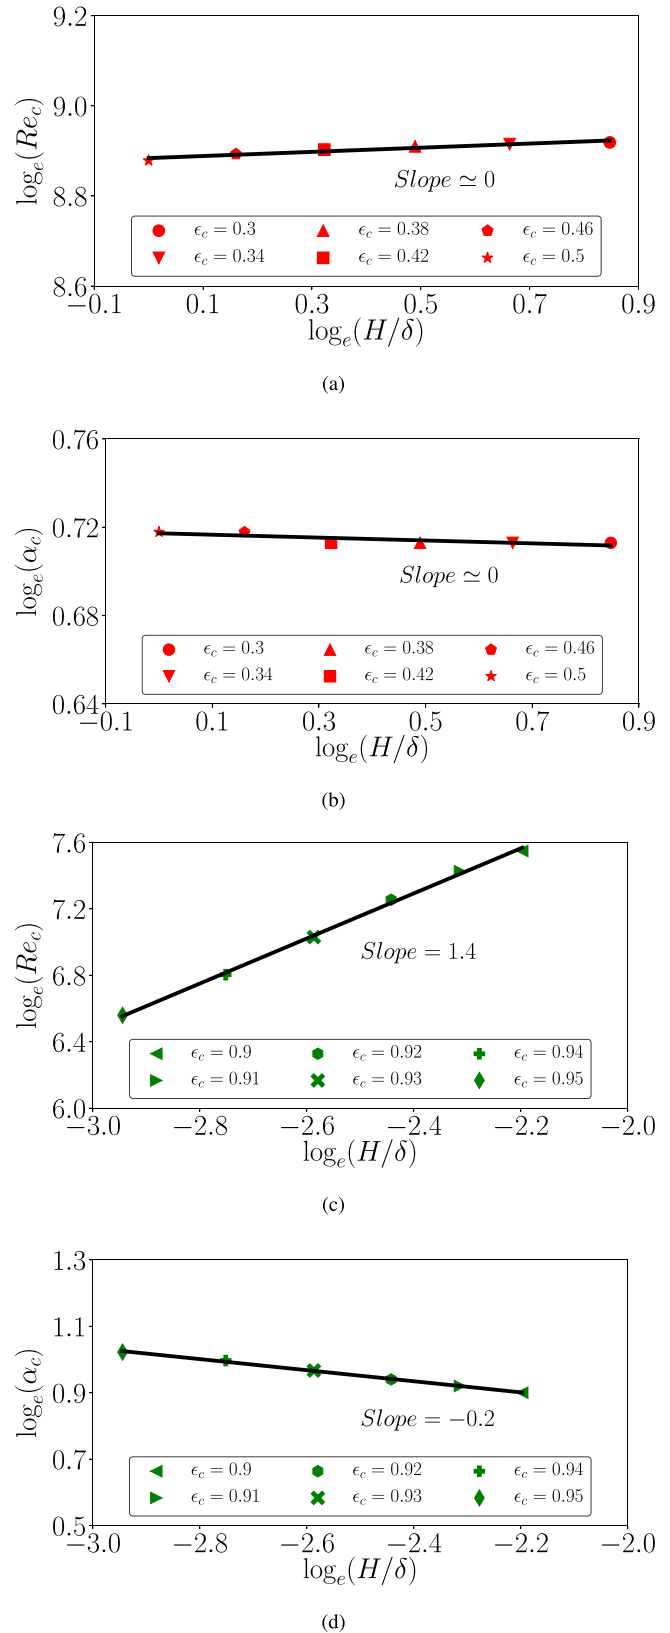 9.2
9.0
8.8
8.6
log_e(Re_c)
Slope ≃ 0
ϵ_c = 0.3 ϵ_c = 0.38 ϵ_c = 0.46
ϵ_c = 0.34 ϵ_c = 0.42 ϵ_c = 0.5
−0.1 0.1 0.3 0.5 0.7 0.9
log_e(H/δ)
(a)
0.76
0.72
0.68
0.64
log_e(α_c)
Slope ≃ 0
ϵ_c = 0.3 ϵ_c = 0.38 ϵ_c = 0.46
ϵ_c = 0.34 ϵ_c = 0.42 ϵ_c = 0.5
−0.1 0.1 0.3 0.5 0.7 0.9
log_e(H/δ)
(b)
7.6
7.2
6.8
6.4
6.0
log_e(Re_c)
Slope = 1.4
ϵ_c = 0.9 ϵ_c = 0.92 ϵ_c = 0.94
ϵ_c = 0.91 ϵ_c = 0.93 ϵ_c = 0.95
−3.0 −2.8 −2.6 −2.4 −2.2 −2.0
log_e(H/δ)
(c)
1.3
1.1
0.9
0.7
0.5
log_e(α_c)
Slope = −0.2
ϵ_c = 0.9 ϵ_c = 0.92 ϵ_c = 0.94
ϵ_c = 0.91 ϵ_c = 0.93 ϵ_c = 0.95
−3.0 −2.8 −2.6 −2.4 −2.2 −2.0
log_e(H/δ)
(d)